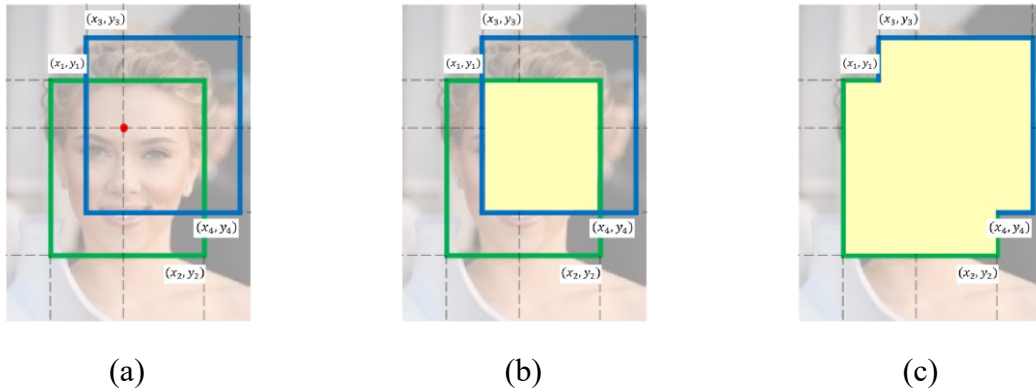 (x₃, y₃)
(x₁, y₁)
(x₄, y₄)
(x₂, y₂)
(a)
(x₃, y₃)
(x₁, y₁)
(x₄, y₄)
(x₂, y₂)
(b)
(x₃, y₃)
(x₁, y₁)
(x₄, y₄)
(x₂, y₂)
(c)